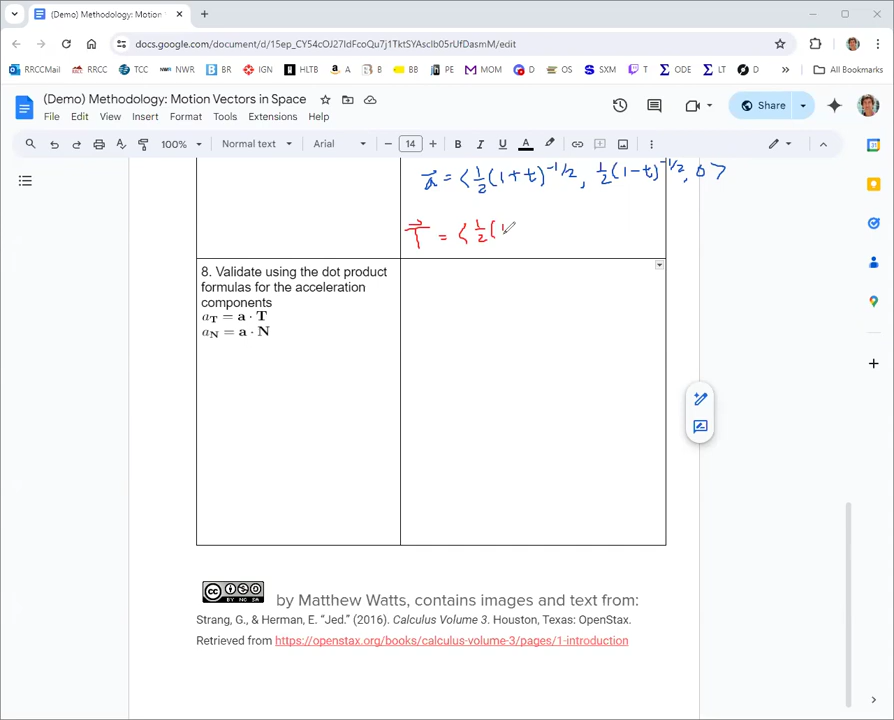 (Demo) Methodology: Motion
docs.google.com/document/d/15ep_CY54cOJ27IdFcoQu7j1TktSYAscIb05rUfDasmM/edit
RRCCMail RRCC TCC NWR BR IGN HLTB A B BB PE MOM D OS SXM T ODE LT D All Bookmarks
(Demo) Methodology: Motion Vectors in Space
File Edit View Insert Format Tools Extensions Help
Share
100% Normal text Arial 14 B I U A
a⃗ = ⟨ 1/2 (1+t)^-1/2, 1/2 (1-t)^-1/2, 0 ⟩
T⃗ = ⟨ 1/2 (1
8. Validate using the dot product
formulas for the acceleration
components
a_T = a · T
a_N = a · N
by Matthew Watts, contains images and text from:
Strang, G., & Herman, E. “Jed.” (2016). Calculus Volume 3. Houston, Texas: OpenStax.
Retrieved from https://openstax.org/books/calculus-volume-3/pages/1-introduction